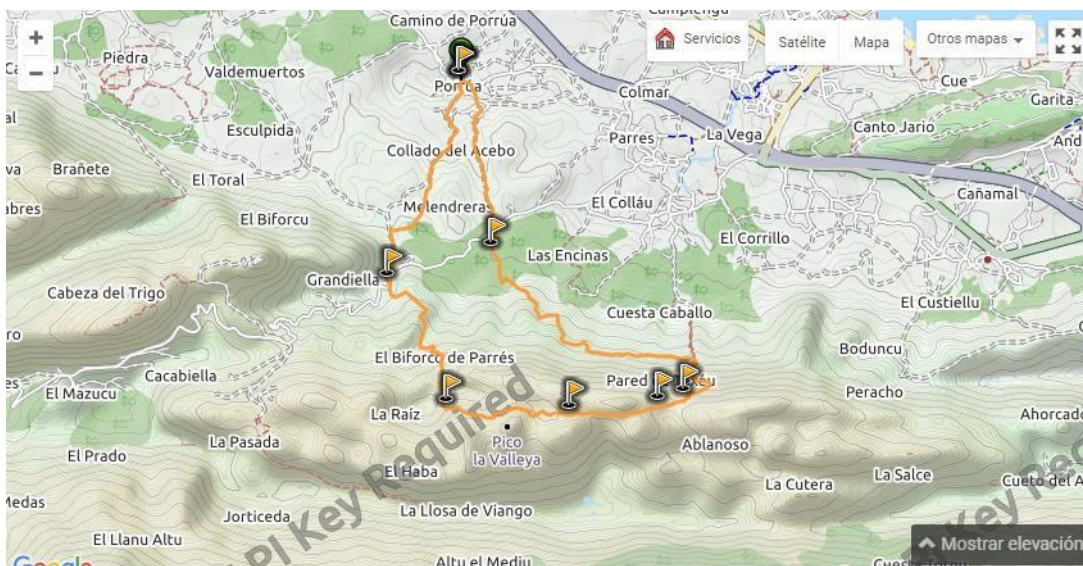 +
−
Camino de Porrúa
Servicios
Satélite
Mapa
Otros mapas
Piedra
Valdemuertos
Porrúa
Colmar
Cue
Garita
Esculpida
Collado del Acebo
Parres
La Vega
Canto Jario
Brañete
El Toral
Cañamal
El Biforcu
Melendreras
El Colláu
El Corrillo
Las Encinas
Grandiella
Cabeza del Trigo
El Custiellu
Cuesta Caballo
El Biforco de Parrés
Boduncu
Cacabiella
Pared
El Mazucu
Peracho
La Raíz
La Pasada
Pico
la Valleya
Ablanoso
El Prado
El Haba
La Cutera
La Salce
Cueto del A
Jorticeda
La Llosa de Viango
El Llanu Altu
Altu el Mediu
Mostrar elevación
Google
API Key Required